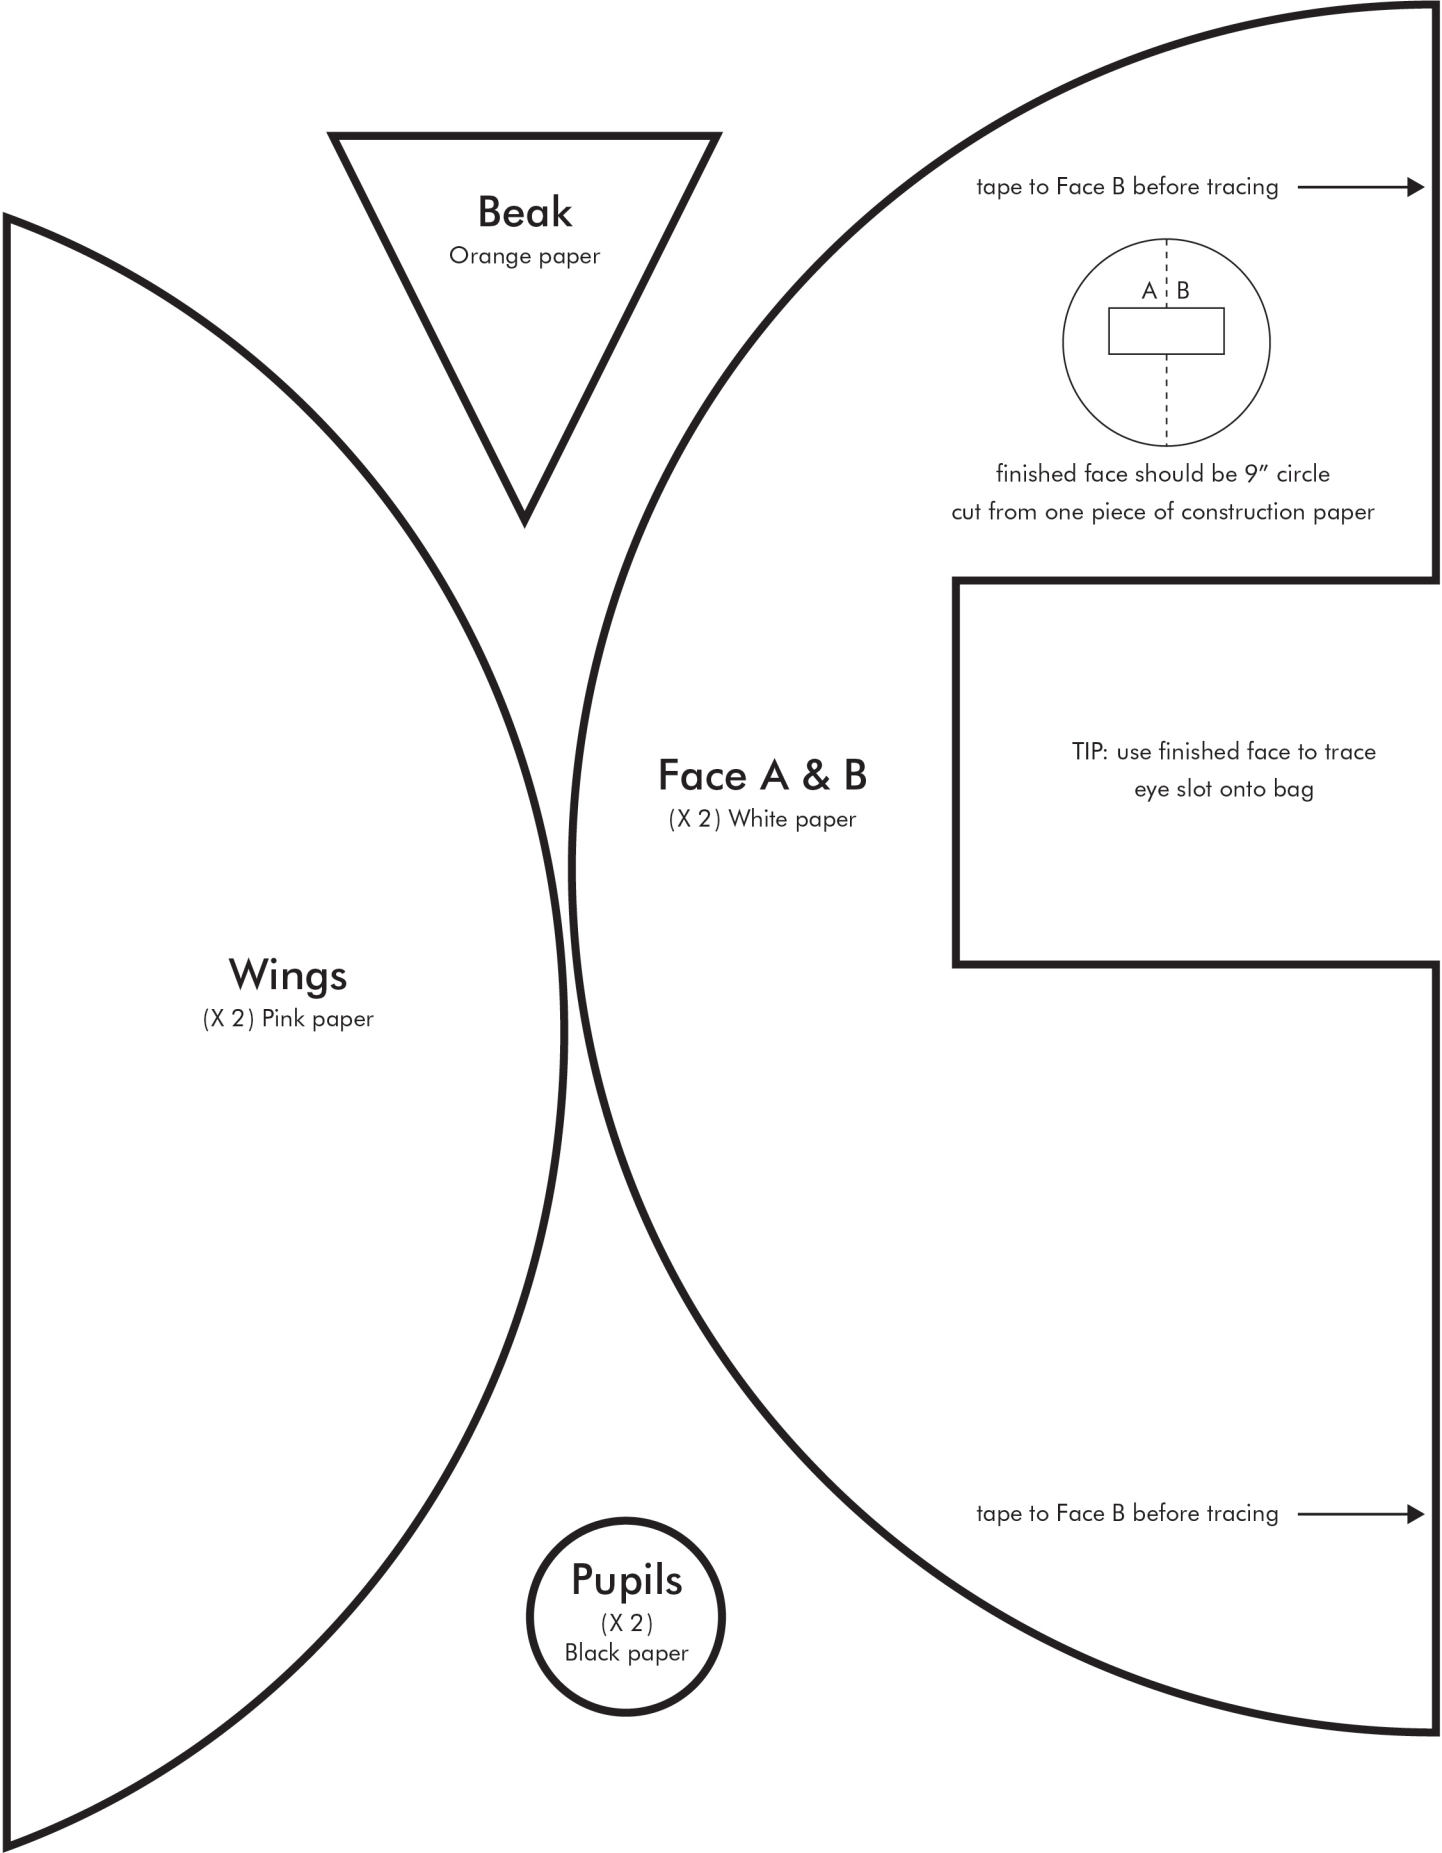 Beak
Orange paper
tape to Face B before tracing
A B
finished face should be 9” circle
cut from one piece of construction paper
TIP: use finished face to trace
eye slot onto bag
Face A & B
(X 2) White paper
Wings
(X 2) Pink paper
tape to Face B before tracing
Pupils
(X 2)
Black paper